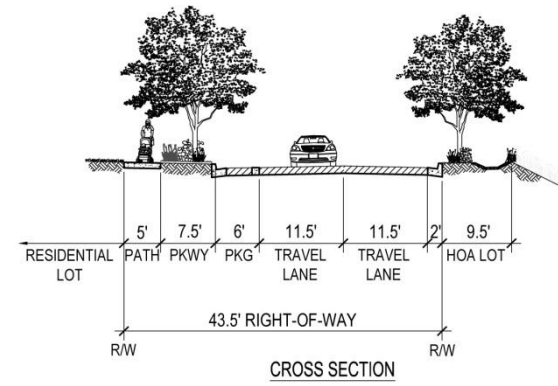 5' 7.5' 6' 11.5' 11.5' 2' 9.5'
RESIDENTIAL PATH PKWY PKG TRAVEL TRAVEL HOA LOT
LOT LANE LANE
43.5' RIGHT-OF-WAY
R/W R/W
CROSS SECTION